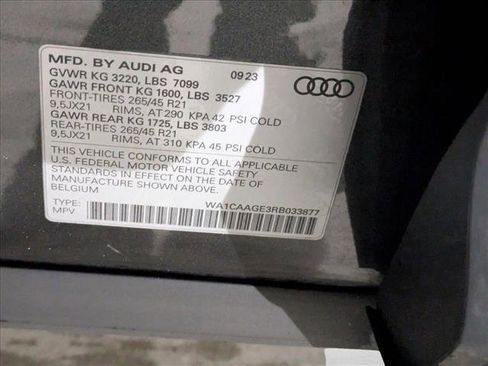 MFD. BY AUDI AG 09.23
GVWR KG 3220, LBS 7099
GAWR FRONT KG 1600, LBS 3527
FRONT-TIRES 265/45 R21
9,5JX21 RIMS, AT 290 KPA 42 PSI COLD
GAWR REAR KG 1725, LBS 3803
REAR-TIRES 265/45 R21
9,5JX21 RIMS, AT 310 KPA 45 PSI COLD
THIS VEHICLE CONFORMS TO ALL APPLICABLE
U.S. FEDERAL MOTOR VEHICLE SAFETY
STANDARDS IN EFFECT ON THE DATE OF
MANUFACTURE SHOWN ABOVE.
BELGIUM
TYPE: WA1CAAGE3RB033877
MPV